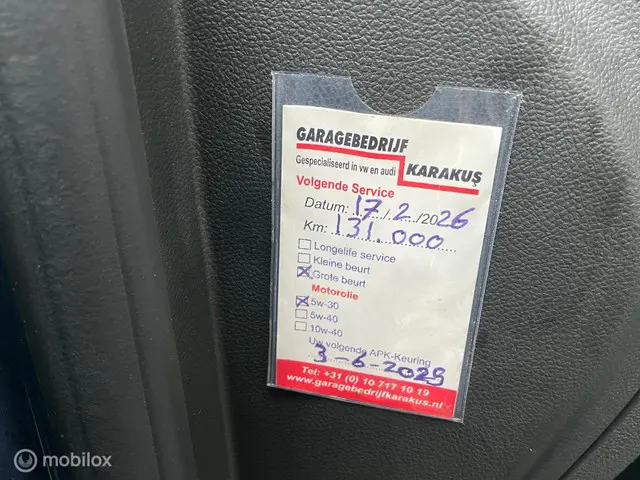 GARAGEBEDRIJF
Gespecialiseerd in vw en audi
KARAKUŞ
Volgende Service
Datum: 17/2/2026
Km: 131.000
Longelife service
Kleine beurt
Grote beurt
Motorolie
5w-30
5w-40
10w-40
Uw volgende APK-Keuring
3-6-2025
Tel: +31 (0) 10 717 10 19
www.garagebedrijfkarakus.nl
mobilox